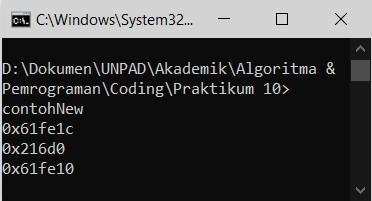 C:\Windows\System32...
D:\Dokumen\UNPAD\Akademik\Algoritma &
Pemrograman\Coding\Praktikum 10>
contohNew
0x61fe1c
0x216d0
0x61fe10